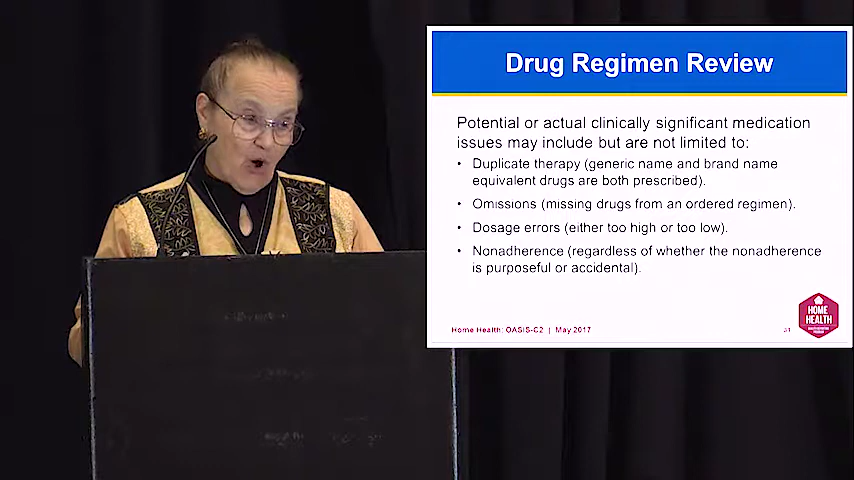 Drug Regimen Review
Potential or actual clinically significant medication
issues may include but are not limited to:
• Duplicate therapy (generic name and brand name
equivalent drugs are both prescribed).
• Omissions (missing drugs from an ordered regimen).
• Dosage errors (either too high or too low).
• Nonadherence (regardless of whether the nonadherence
is purposeful or accidental).
Home Health: OASIS-C2 | May 2017
31
HOME
HEALTH